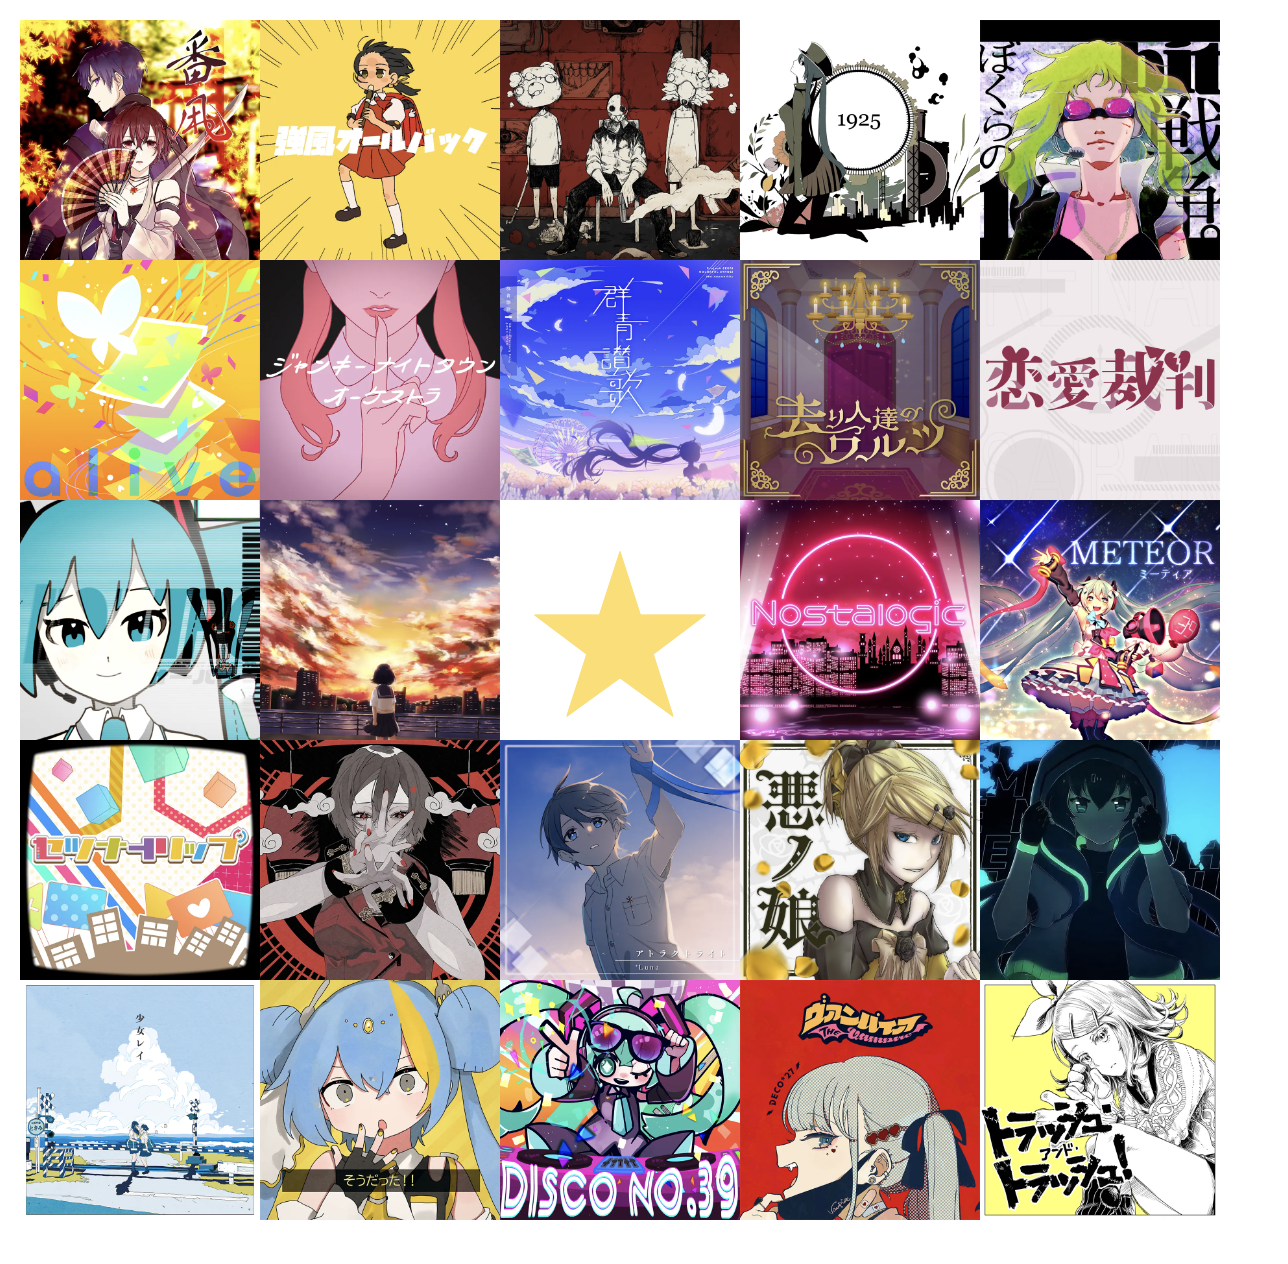 番凩
強風オールバック
1925
ぼくらの
16bit
戦争。
alive
ジャンキーナイトタウン
オーケストラ
群青讃歌
去り人達の
ワルツ
恋愛裁判
Nostalogic
METEOR
ミーティア
セツナトリップ
アトラクトライト
*Luna
悪ノ娘
少女レイ
そうだった!!
DISCO NO.39
ヴァンパイア
THE
DECO*27
トラッシュ
アンド・
トラッシュ!